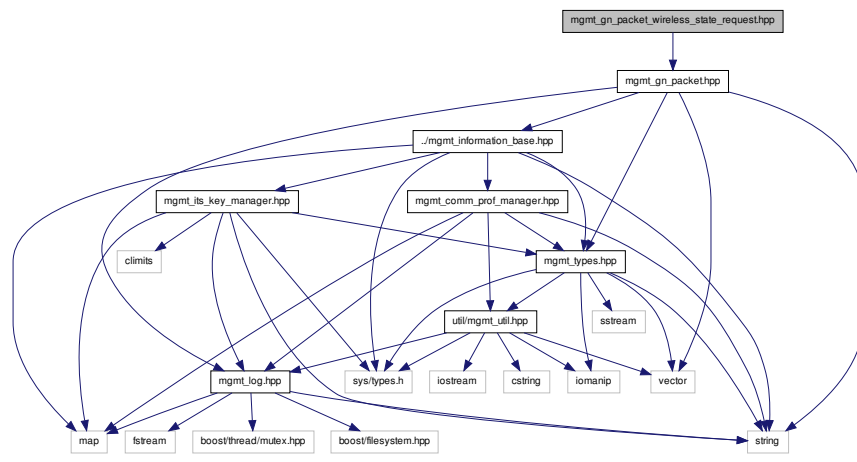 mgmt_gn_packet_wireless_state_request.hpp
mgmt_gn_packet.hpp
../mgmt_information_base.hpp
mgmt_its_key_manager.hpp
mgmt_comm_prof_manager.hpp
climits
mgmt_types.hpp
util/mgmt_util.hpp
sstream
mgmt_log.hpp
sys/types.h
iostream
cstring
iomanip
vector
map
fstream
boost/thread/mutex.hpp
boost/filesystem.hpp
string